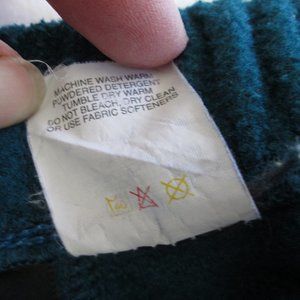 MACHINE WASH WARM
POWDERED DETERGENT
TUMBLE DRY WARM
DO NOT BLEACH, DRY CLEAN
OR USE FABRIC SOFTENERS